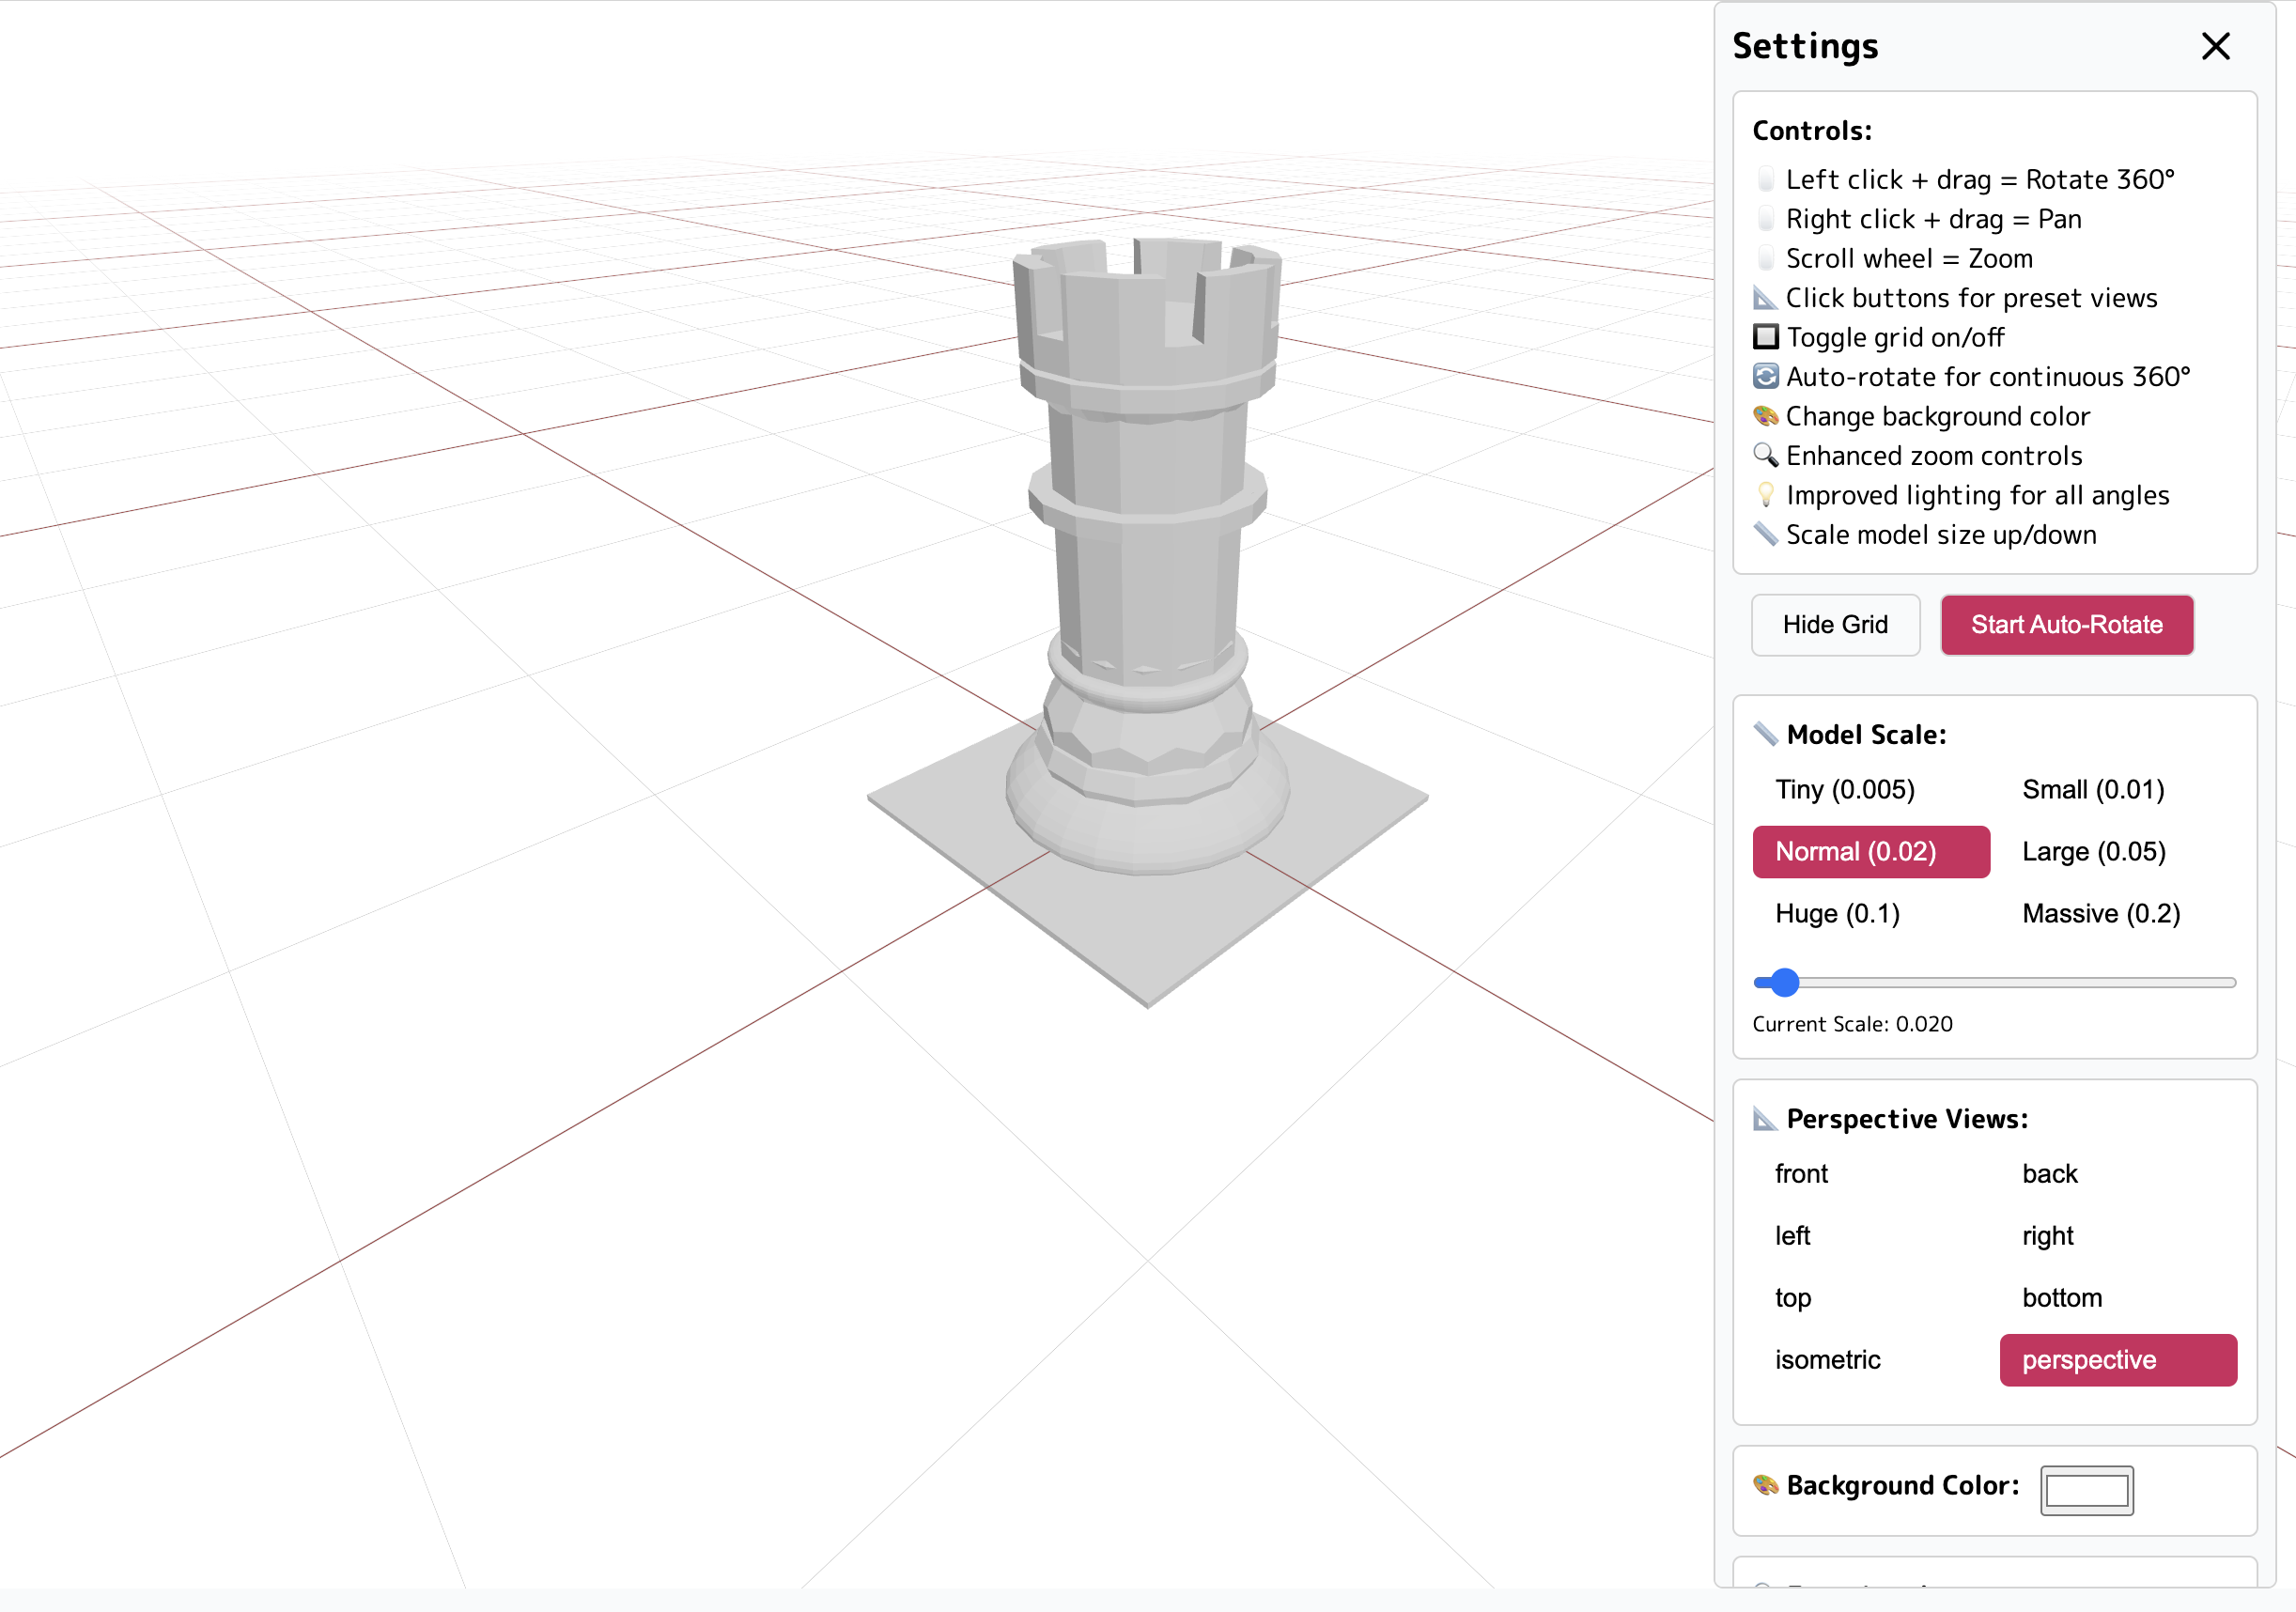 Settings
Controls:
Left click + drag = Rotate 360°
Right click + drag = Pan
Scroll wheel = Zoom
Click buttons for preset views
Toggle grid on/off
Auto-rotate for continuous 360°
Change background color
Enhanced zoom controls
Improved lighting for all angles
Scale model size up/down
Hide Grid
Start Auto-Rotate
Model Scale:
Tiny (0.005)
Small (0.01)
Normal (0.02)
Large (0.05)
Huge (0.1)
Massive (0.2)
Current Scale: 0.020
Perspective Views:
front
back
left
right
top
bottom
isometric
perspective
Background Color: